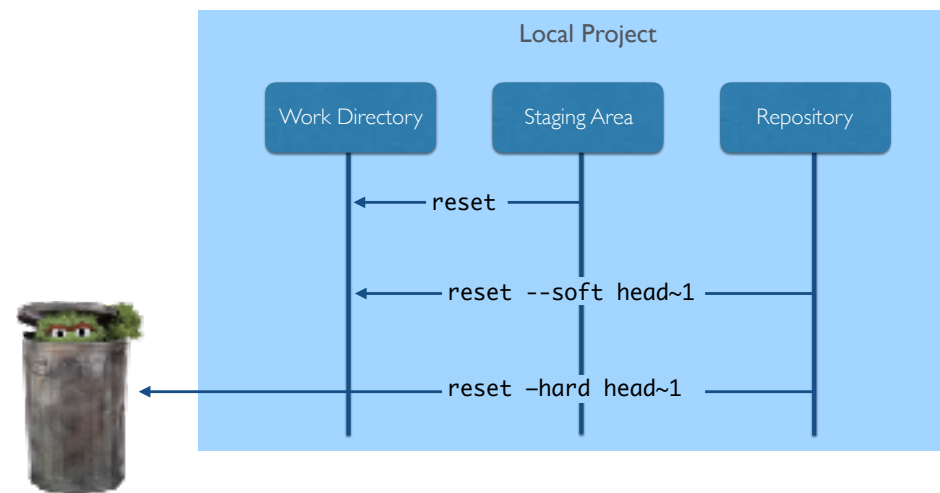 Local Project
Work Directory
Staging Area
Repository
reset
reset --soft head~1
reset –hard head~1